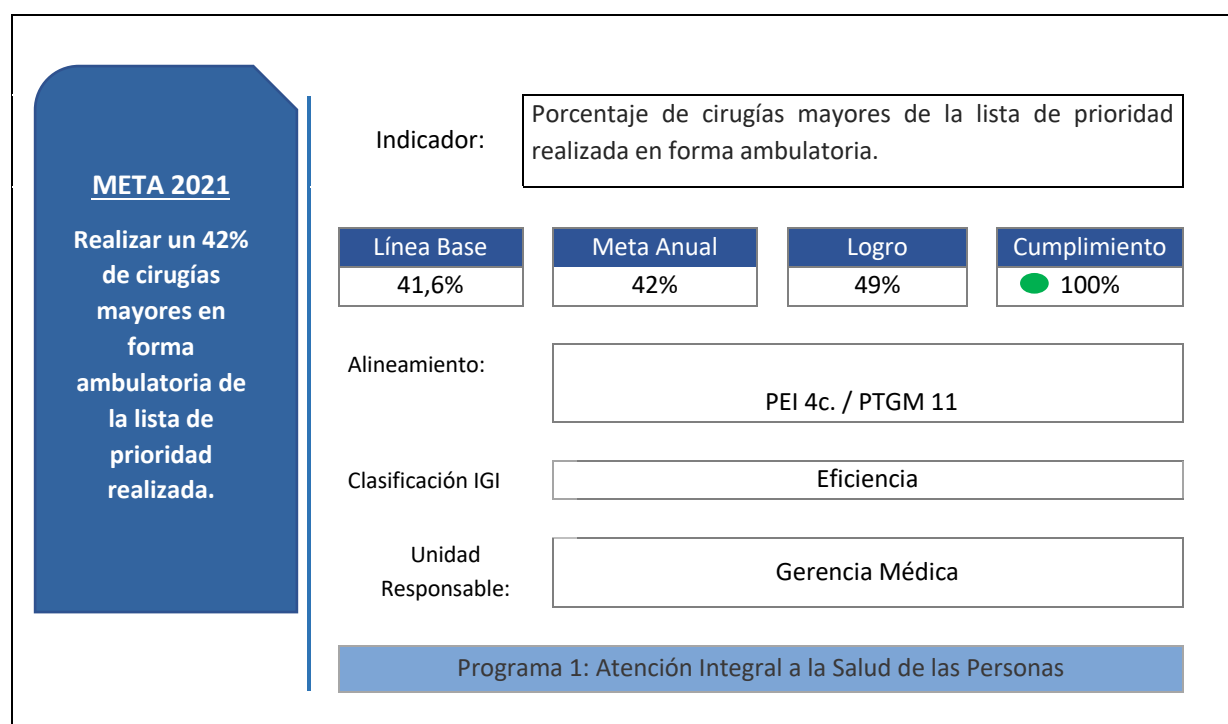 META 2021
Realizar un 42%
de cirugías
mayores en
forma
ambulatoria de
la lista de
prioridad
realizada.
Indicador:
Porcentaje de cirugías mayores de la lista de prioridad
realizada en forma ambulatoria.
Línea Base
41,6%
Meta Anual
42%
Logro
49%
Cumplimiento
100%
Alineamiento:
PEI 4c. / PTGM 11
Clasificación IGI
Eficiencia
Unidad
Responsable:
Gerencia Médica
Programa 1: Atención Integral a la Salud de las Personas